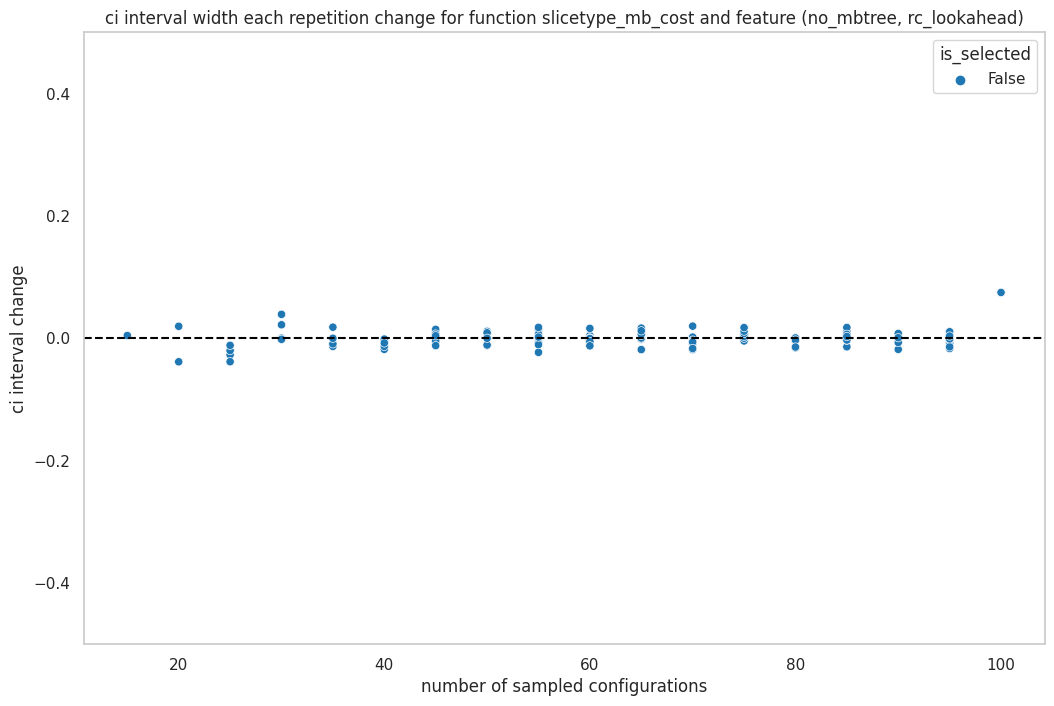 ci interval width each repetition change for function slicetype_mb_cost and feature (no_mbtree, rc_lookahead)
is_selected
False
ci interval change
0.4
0.2
0.0
−0.2
−0.4
20 40 60 80 100
number of sampled configurations